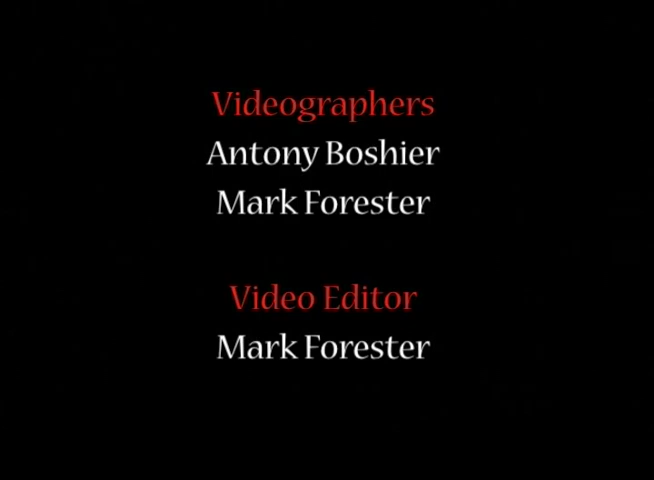 Videographers
Antony Boshier
Mark Forester
Video Editor
Mark Forester